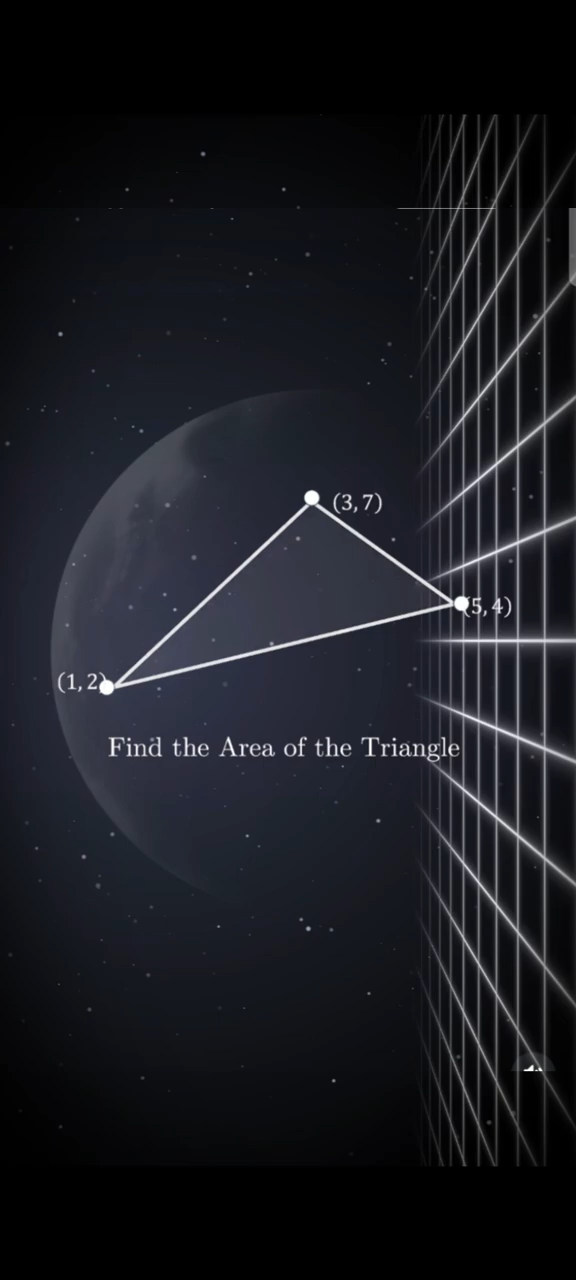 (3, 7)
(5, 4)
(1, 2)
Find the Area of the Triangle